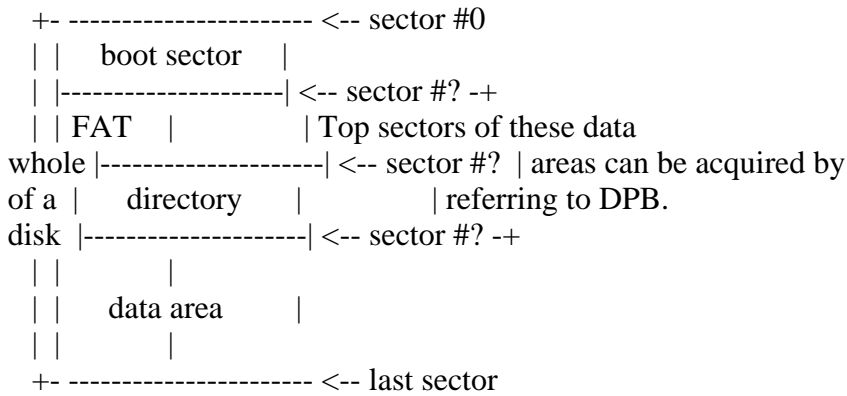 +- ----------------------- <-- sector #0
| | boot sector |
| |---------------------| <-- sector #? -+
| | FAT | | Top sectors of these data
whole |---------------------| <-- sector #? | areas can be acquired by
of a | directory | | referring to DPB.
disk |---------------------| <-- sector #? -+
| | |
| | data area |
| | |
+- ----------------------- <-- last sector